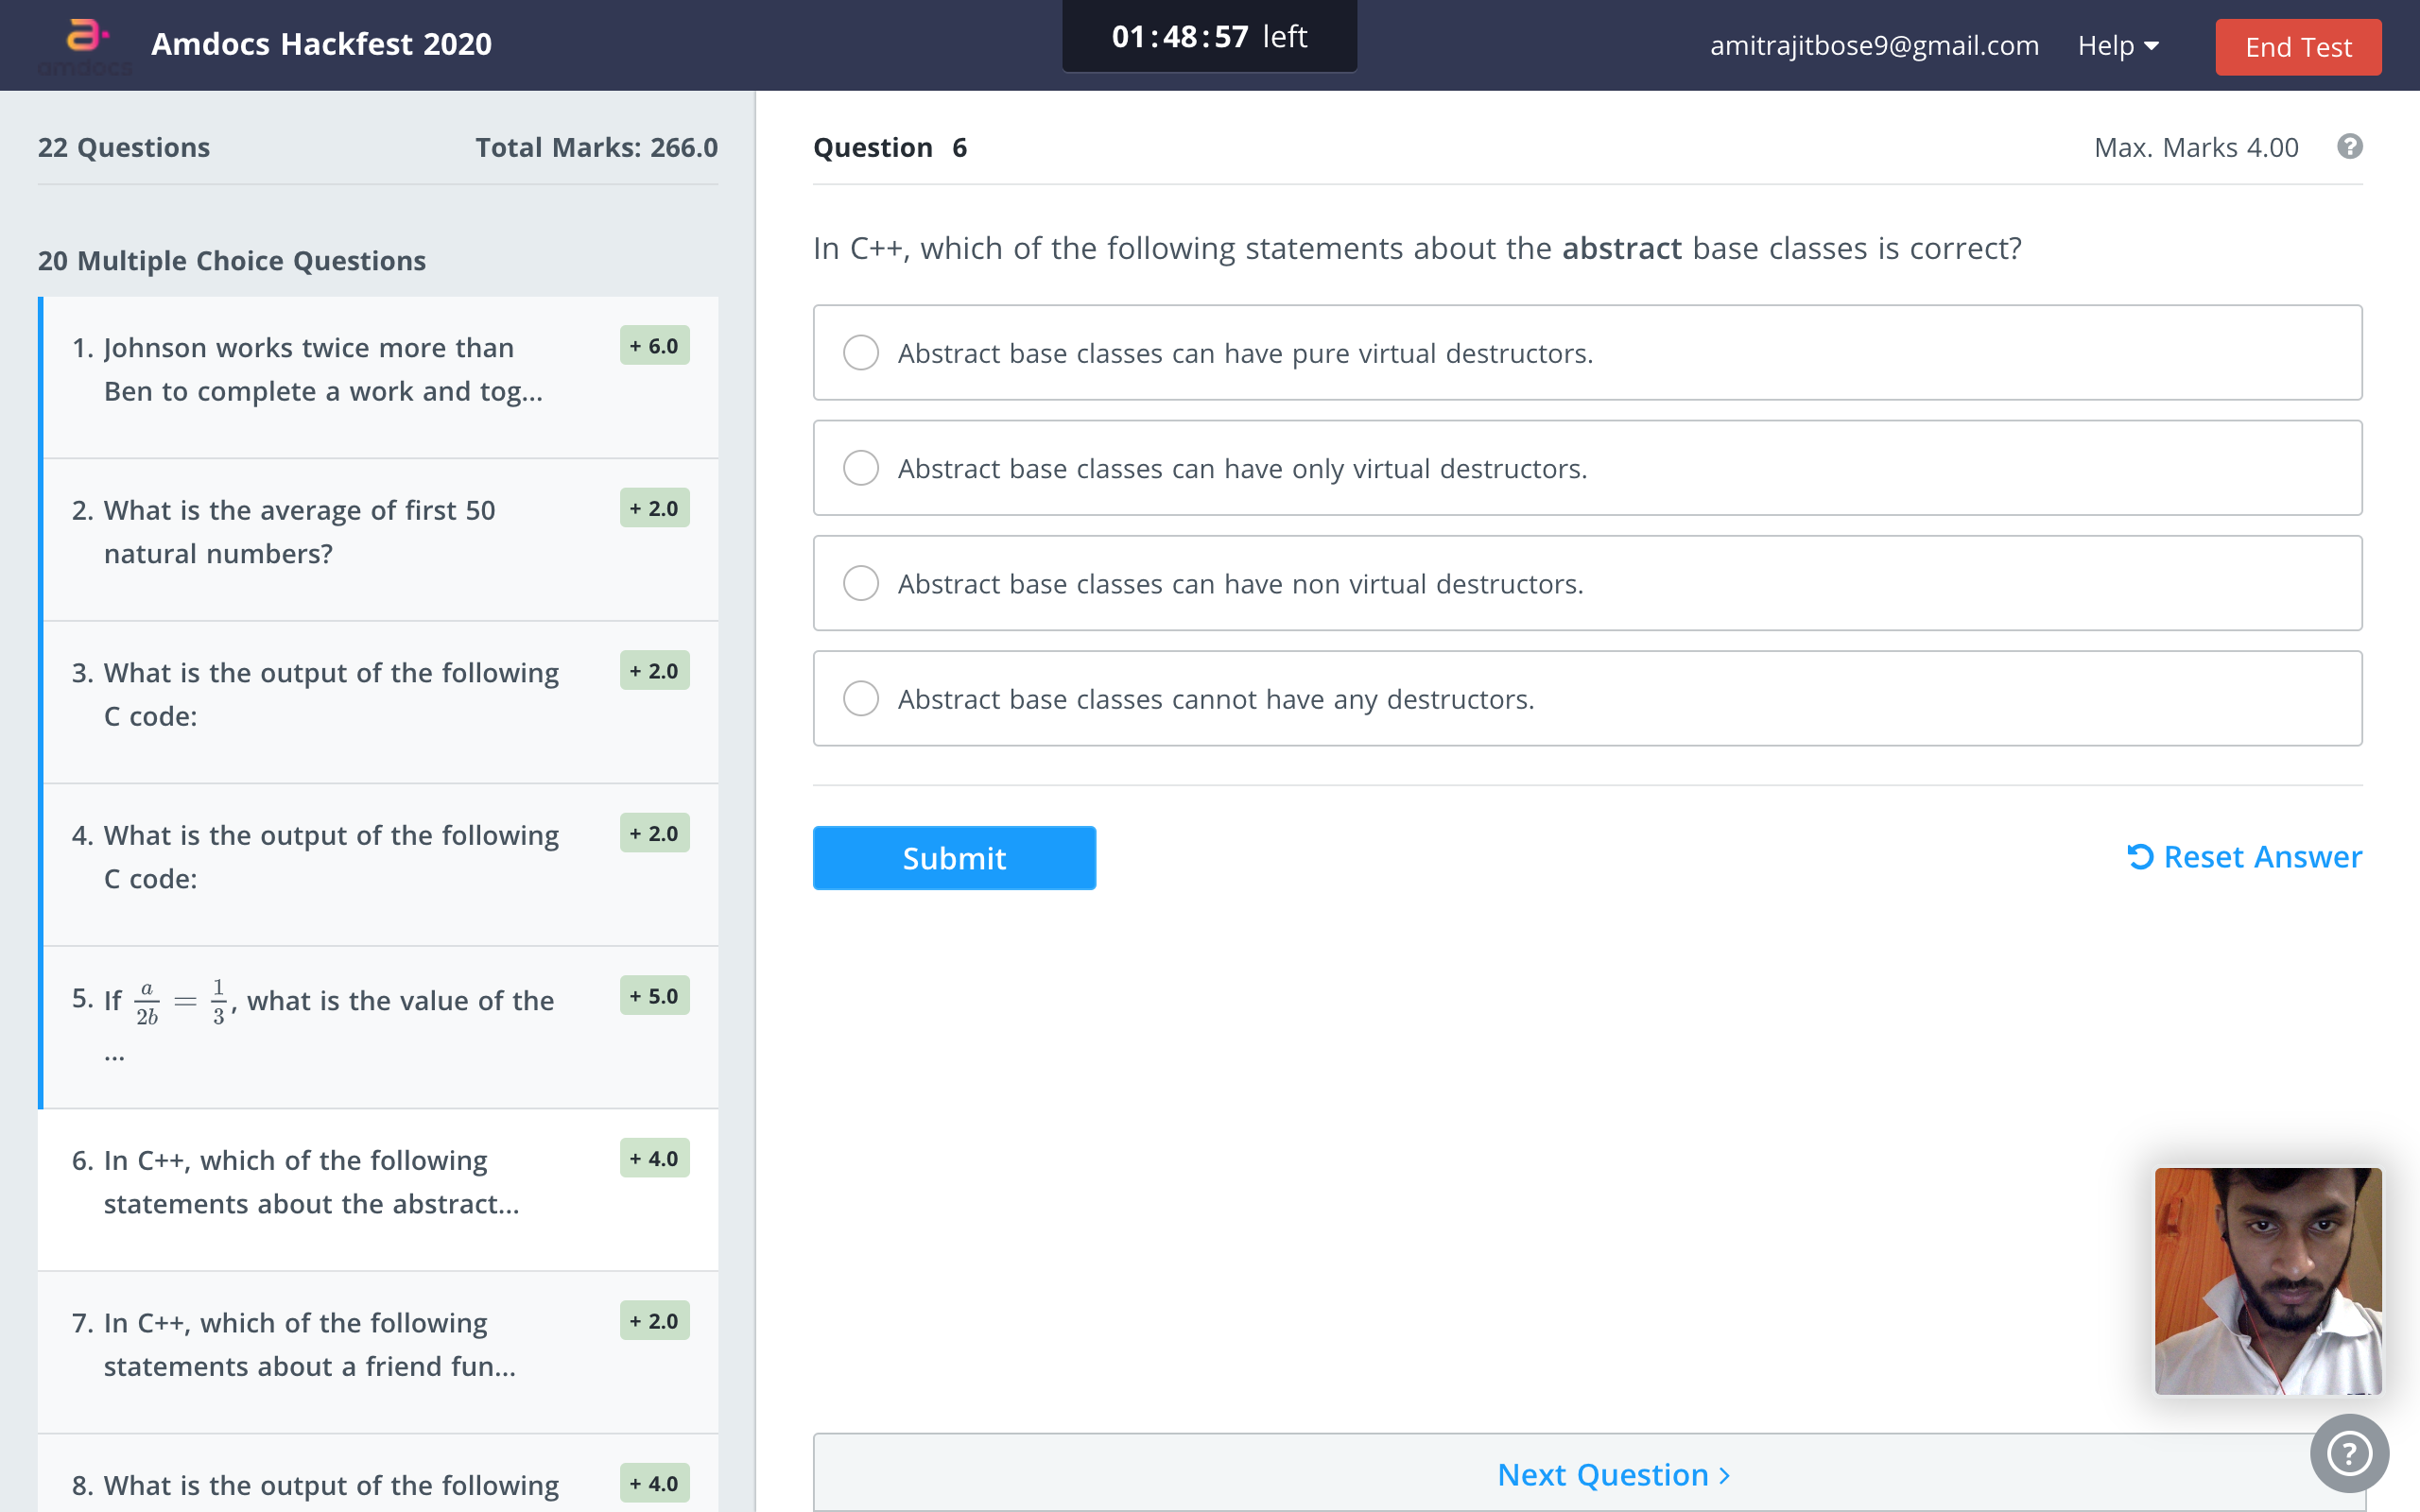 amdocs
Amdocs Hackfest 2020
01:48:57 left
amitrajitbose9@gmail.com
Help
End Test
22 Questions
Total Marks: 266.0
20 Multiple Choice Questions
1. Johnson works twice more than
Ben to complete a work and tog...
+ 6.0
2. What is the average of first 50
natural numbers?
+ 2.0
3. What is the output of the following
C code:
+ 2.0
4. What is the output of the following
C code:
+ 2.0
5. If a/2b = 1/3, what is the value of the
...
+ 5.0
6. In C++, which of the following
statements about the abstract...
+ 4.0
7. In C++, which of the following
statements about a friend fun...
+ 2.0
8. What is the output of the following
+ 4.0
Question 6
Max. Marks 4.00
?
In C++, which of the following statements about the abstract base classes is correct?
Abstract base classes can have pure virtual destructors.
Abstract base classes can have only virtual destructors.
Abstract base classes can have non virtual destructors.
Abstract base classes cannot have any destructors.
Submit
Reset Answer
Next Question >
?